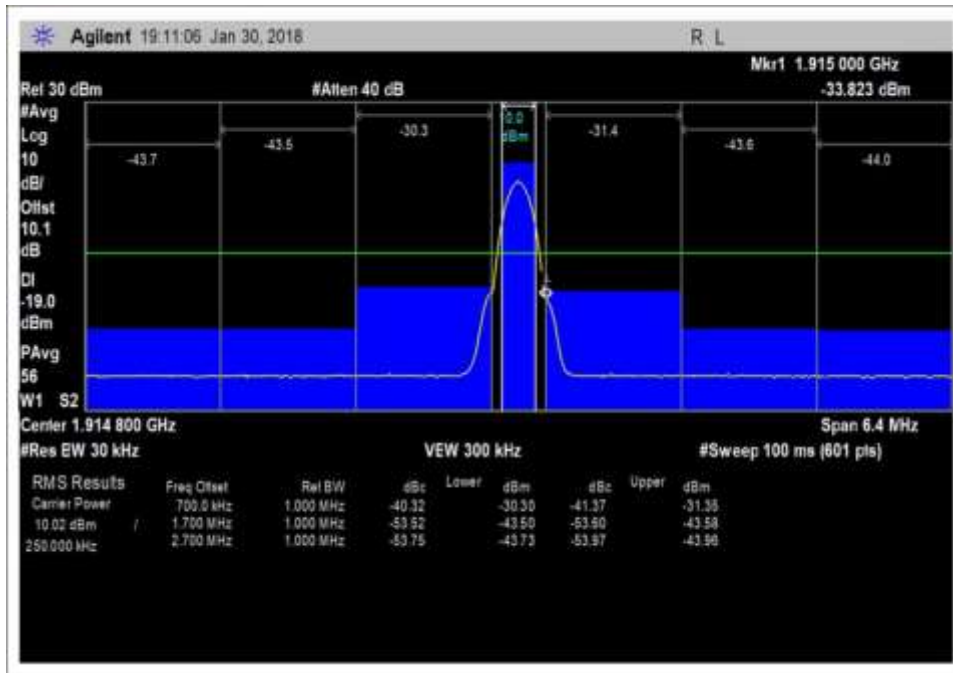 Agilent 19:11:06 Jan 30, 2018 R L
Mkr1 1.915 000 GHz
Ref 30 dBm #Atten 40 dB -33.823 dBm
#Avg
Log
10
dB/
Offst
10.1
dB
DI
-19.0
dBm
PAvg
56
W1 S2
-43.7 -43.5 -30.3 0.0 dBm -31.4 -43.6 -44.0
Center 1.914 800 GHz Span 6.4 MHz
#Res BW 30 kHz VBW 300 kHz #Sweep 100 ms (601 pts)
RMS Results Freq Offset Ref BW dBc Lower dBm dBc Upper dBm
Carrier Power 700.0 kHz 1.000 MHz -40.32 -30.30 -41.37 -31.35
10.02 dBm / 1.700 MHz 1.000 MHz -53.52 -43.50 -53.60 -43.58
250.000 kHz 2.700 MHz 1.000 MHz -53.75 -43.73 -53.97 -43.96